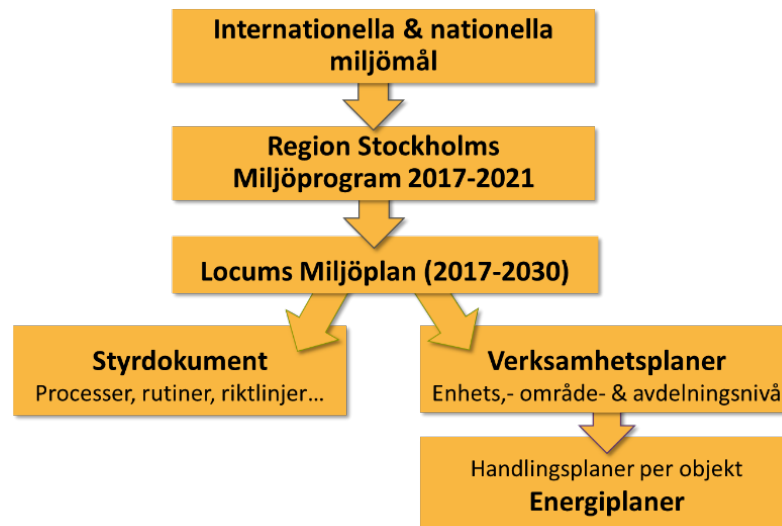 Internationella & nationella
miljömål
Region Stockholms
Miljöprogram 2017-2021
Locums Miljöplan (2017-2030)
Styrdokument
Processer, rutiner, riktlinjer...
Verksamhetsplaner
Enhets,- område- & avdelningsnivå
Handlingsplaner per objekt
Energiplaner